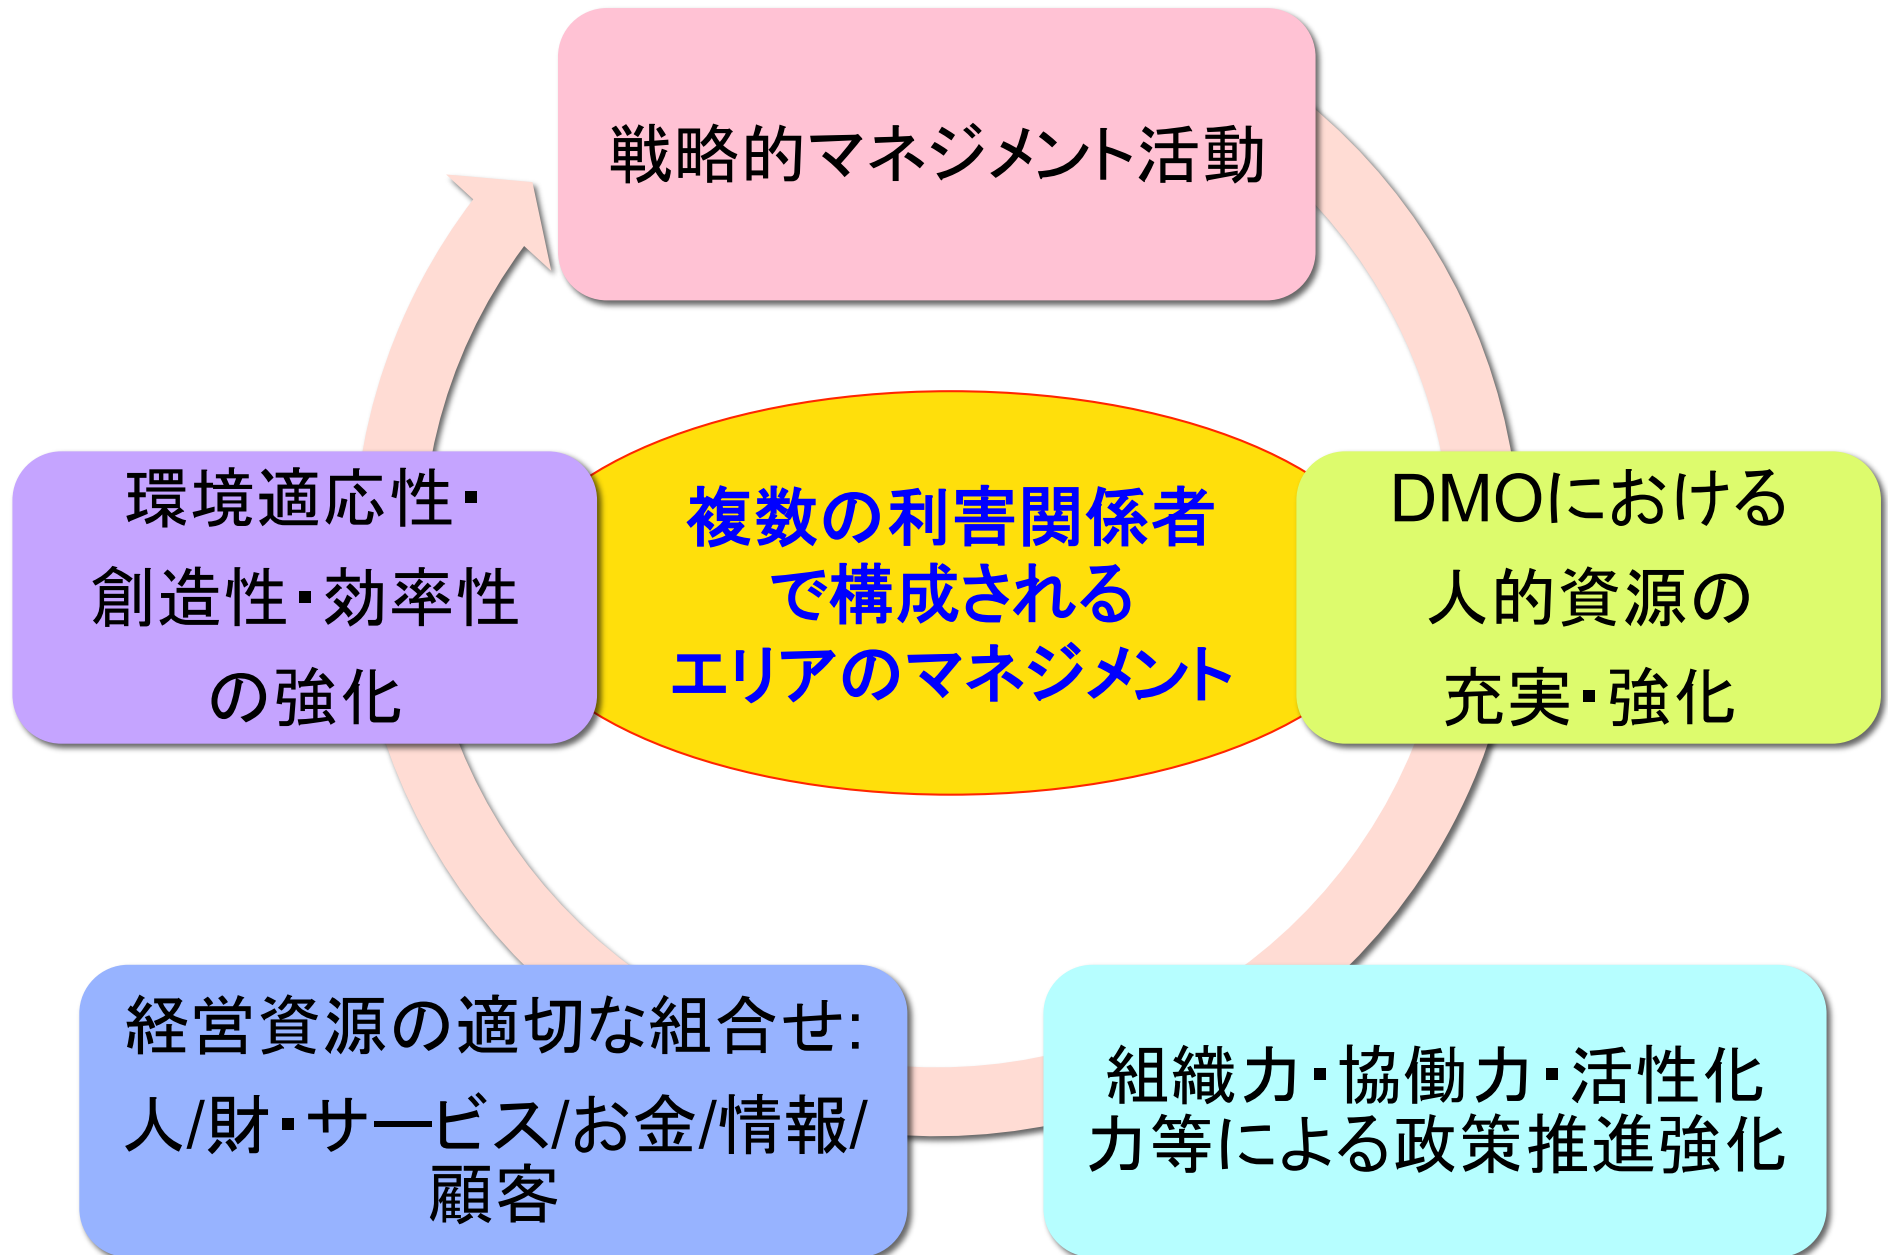 戦略的マネジメント活動
複数の利害関係者
で構成される
エリアのマネジメント
DMOにおける
人的資源の
充実・強化
組織力・協働力・活性化
力等による政策推進強化
経営資源の適切な組合せ:
人/財・サービス/お金/情報/
顧客
環境適応性・
創造性・効率性
の強化